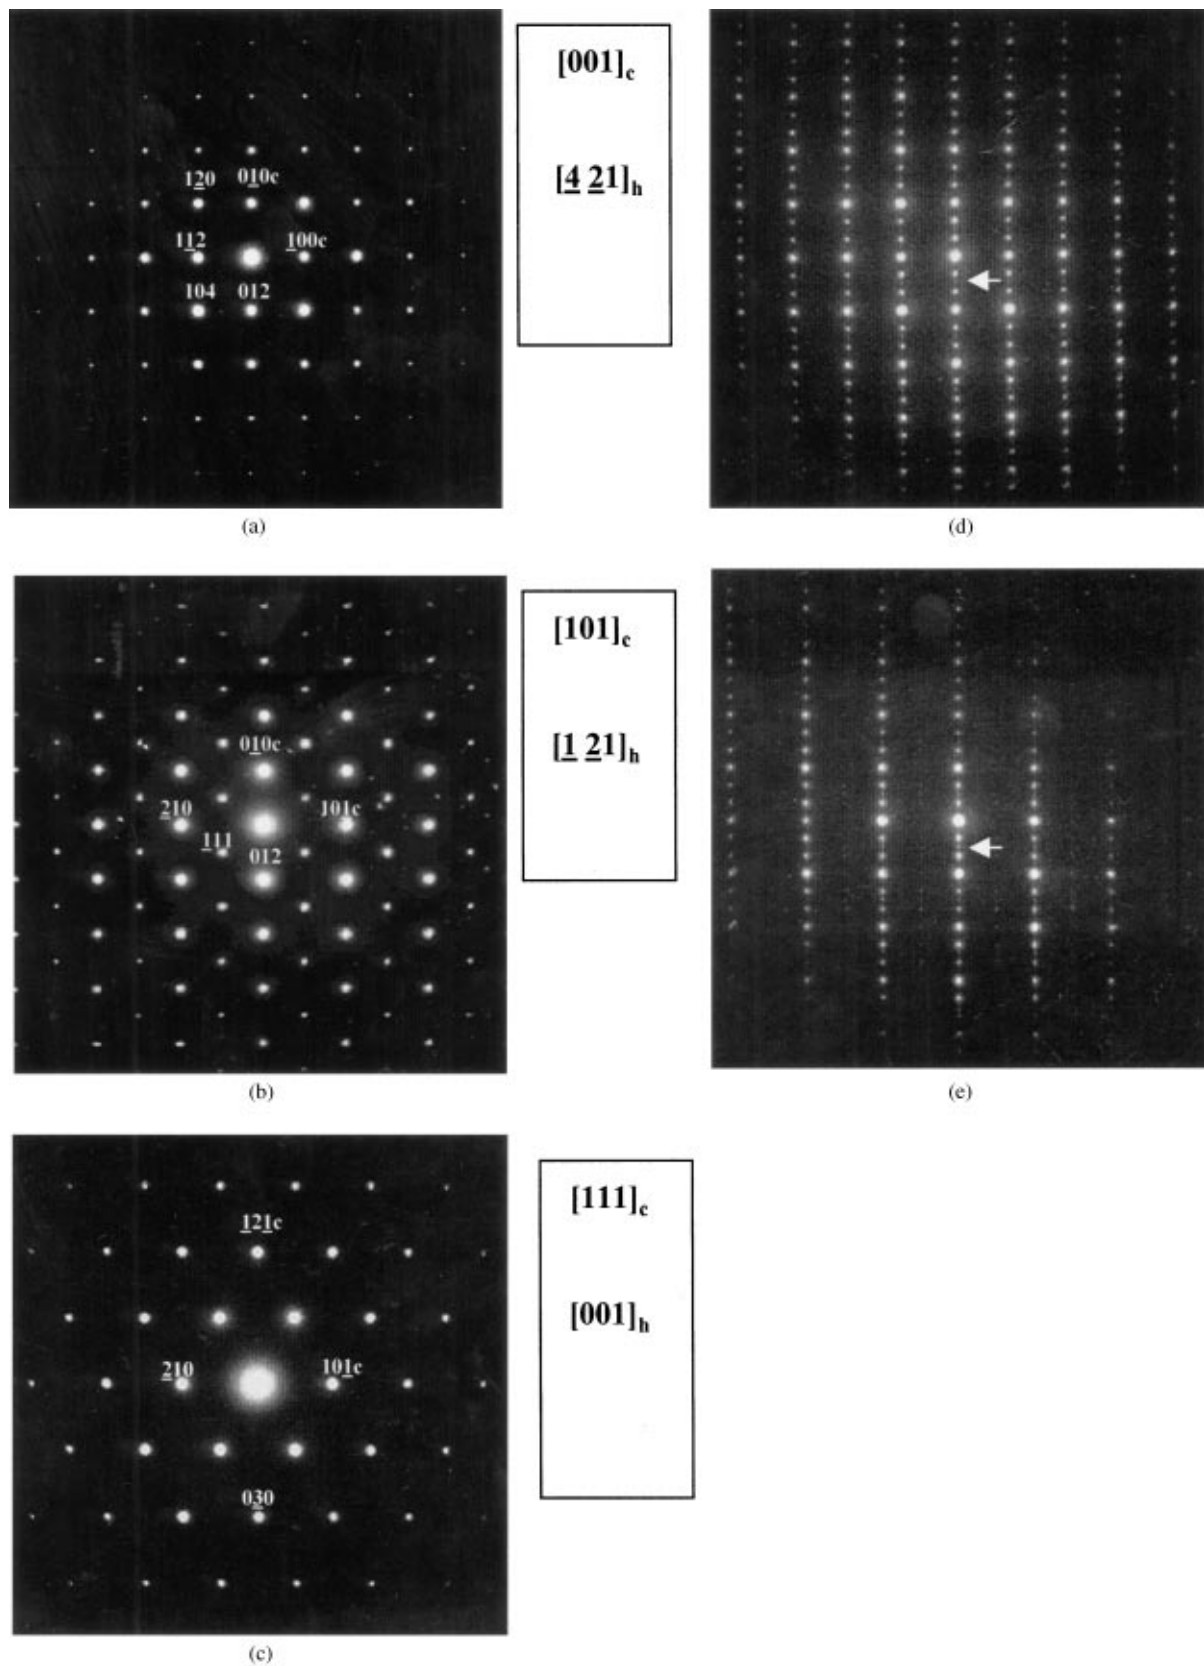 [001]c
[4 21]h
120 010c
112 100c
104 012
(a)
(d)
[101]c
[1 21]h
010c
210 101c
111
012
(b)
(e)
[111]c
[001]h
121c
210 101c
030
(c)